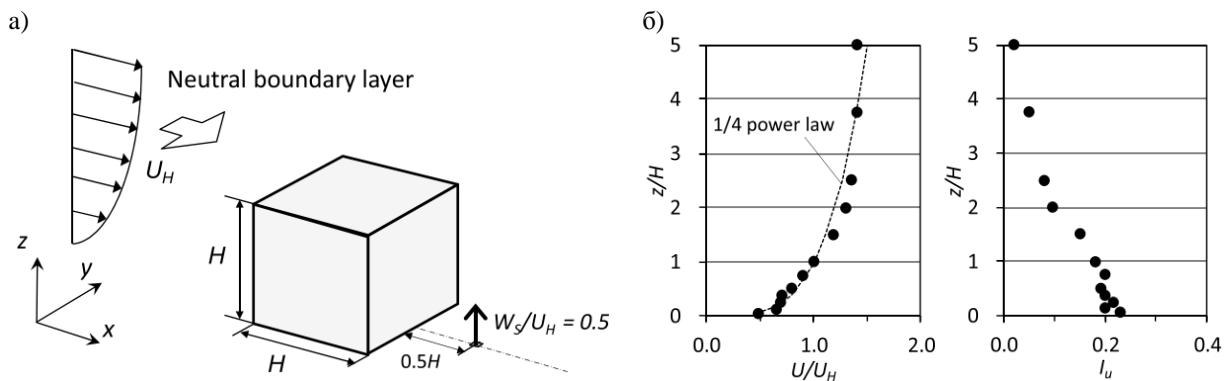 а)
Neutral boundary layer
U_H
z
y
x
H
H
0.5H
W_S/U_H = 0.5
б)
5
4
3
2
1
0
z/H
1/4 power law
0.0
1.0
2.0
U/U_H
5
4
3
2
1
0
z/H
0.0
0.2
0.4
I_u